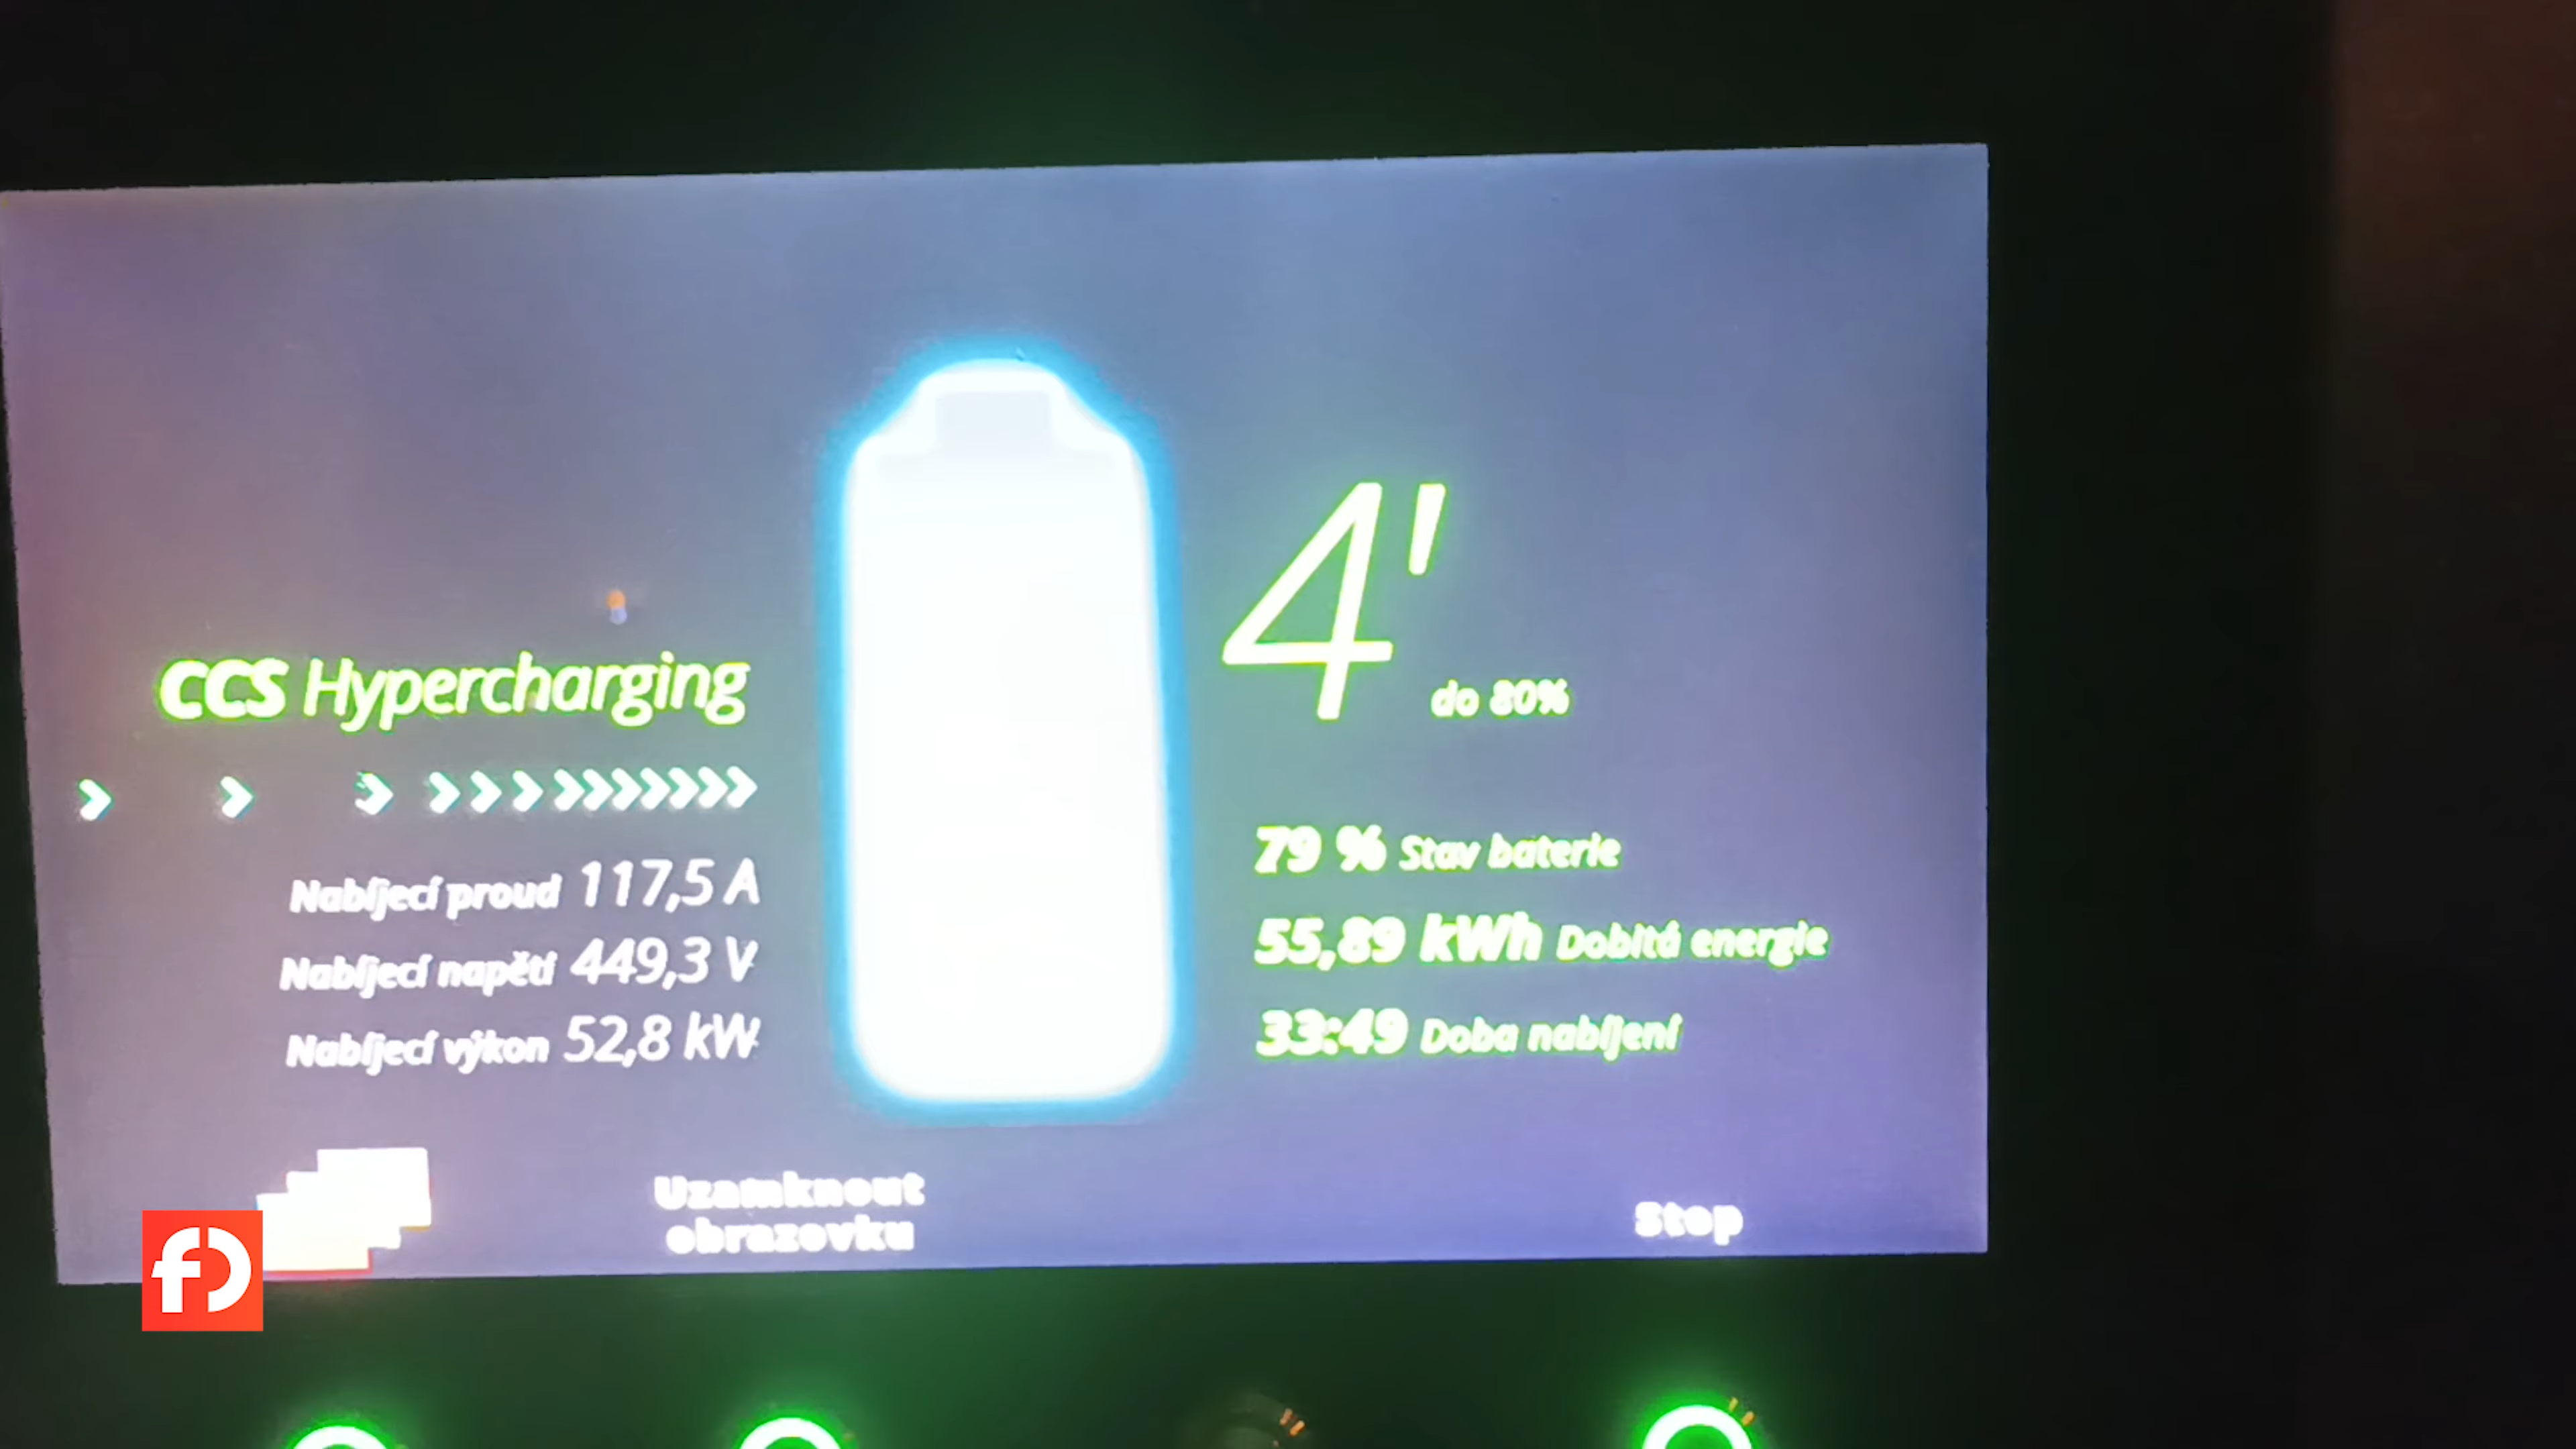 CCS Hypercharging
Nabíjecí proud 117,5 A
Nabíjecí napětí 449,3 V
Nabíjecí výkon 52,8 kW
4'
do 80%
79 % Stav baterie
55,89 kWh Dobitá energie
33:49 Doba nabíjení
Uzamknout
obrazovku
Stop